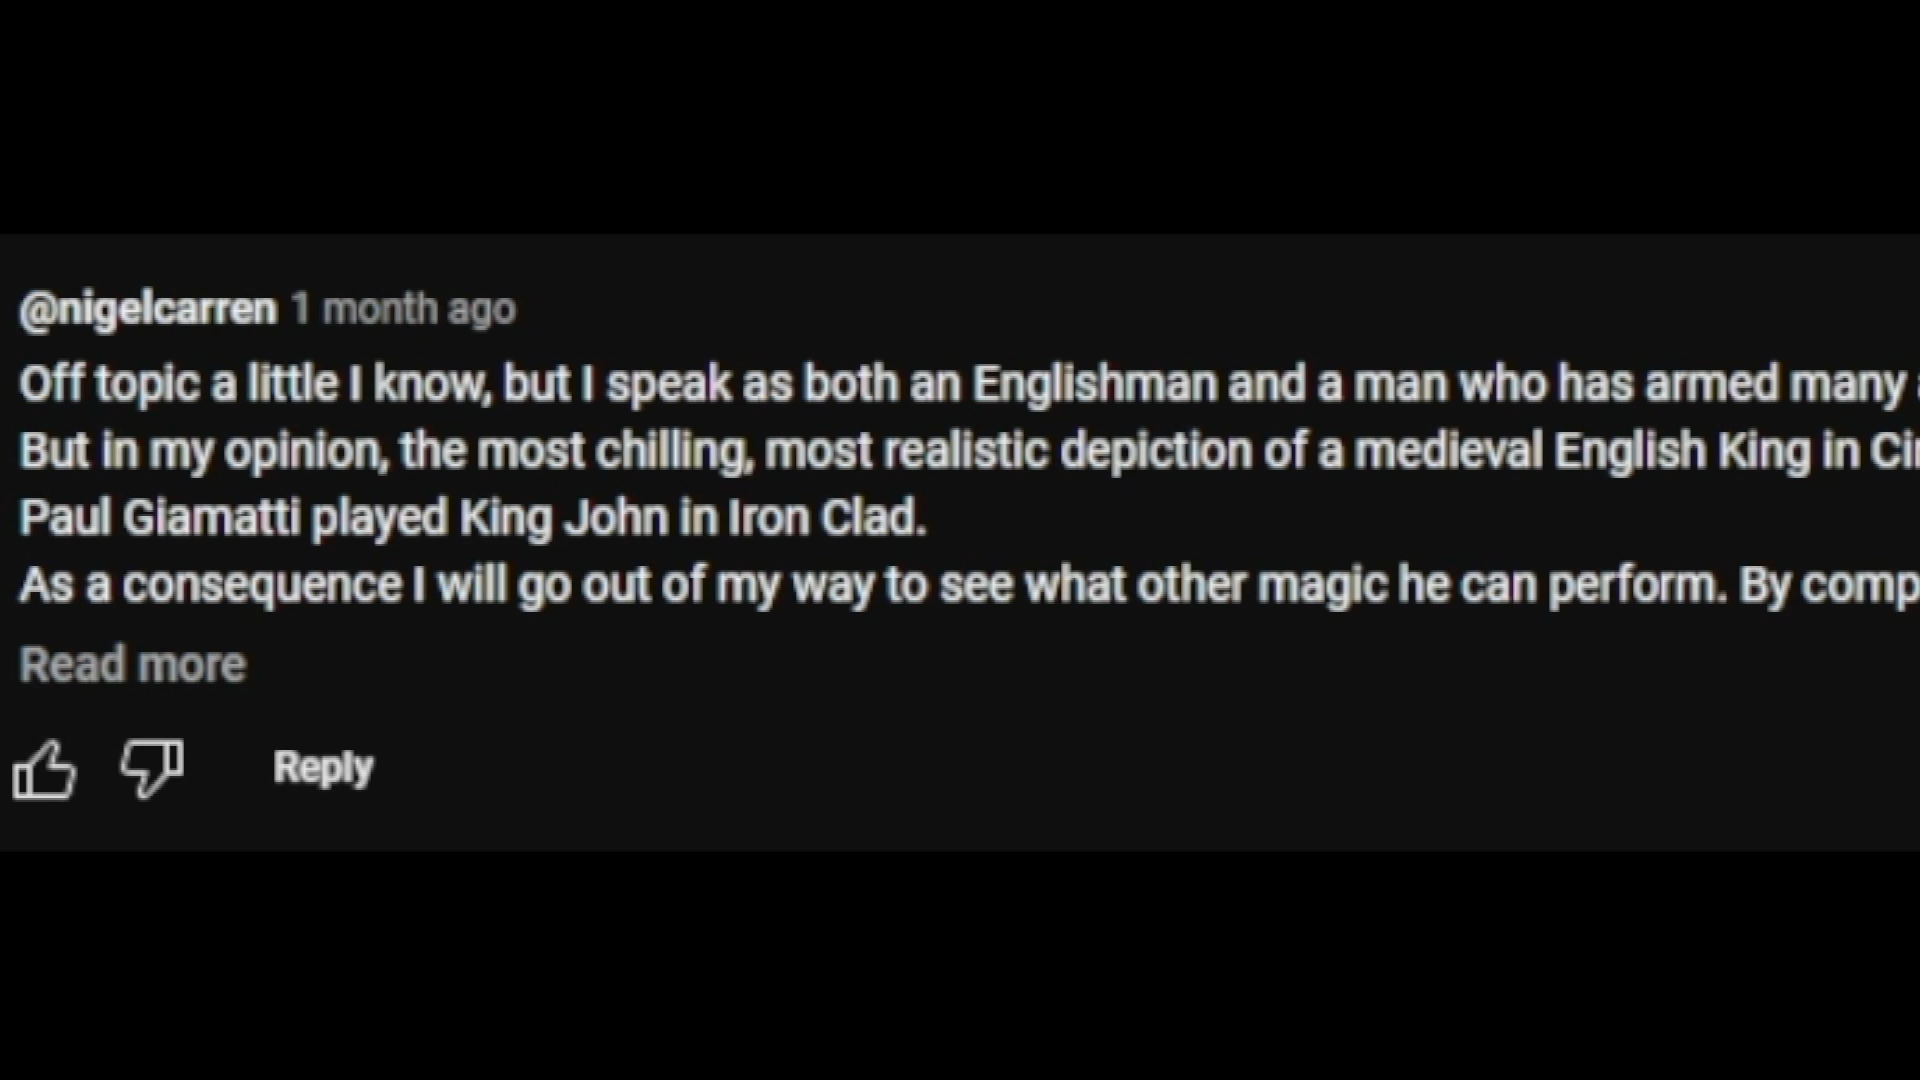 @nigelcarren 1 month ago
Off topic a little I know, but I speak as both an Englishman and a man who has armed many
But in my opinion, the most chilling, most realistic depiction of a medieval English King in
Paul Giamatti played King John in Iron Clad.
As a consequence I will go out of my way to see what other magic he can perform. By
Read more
Reply